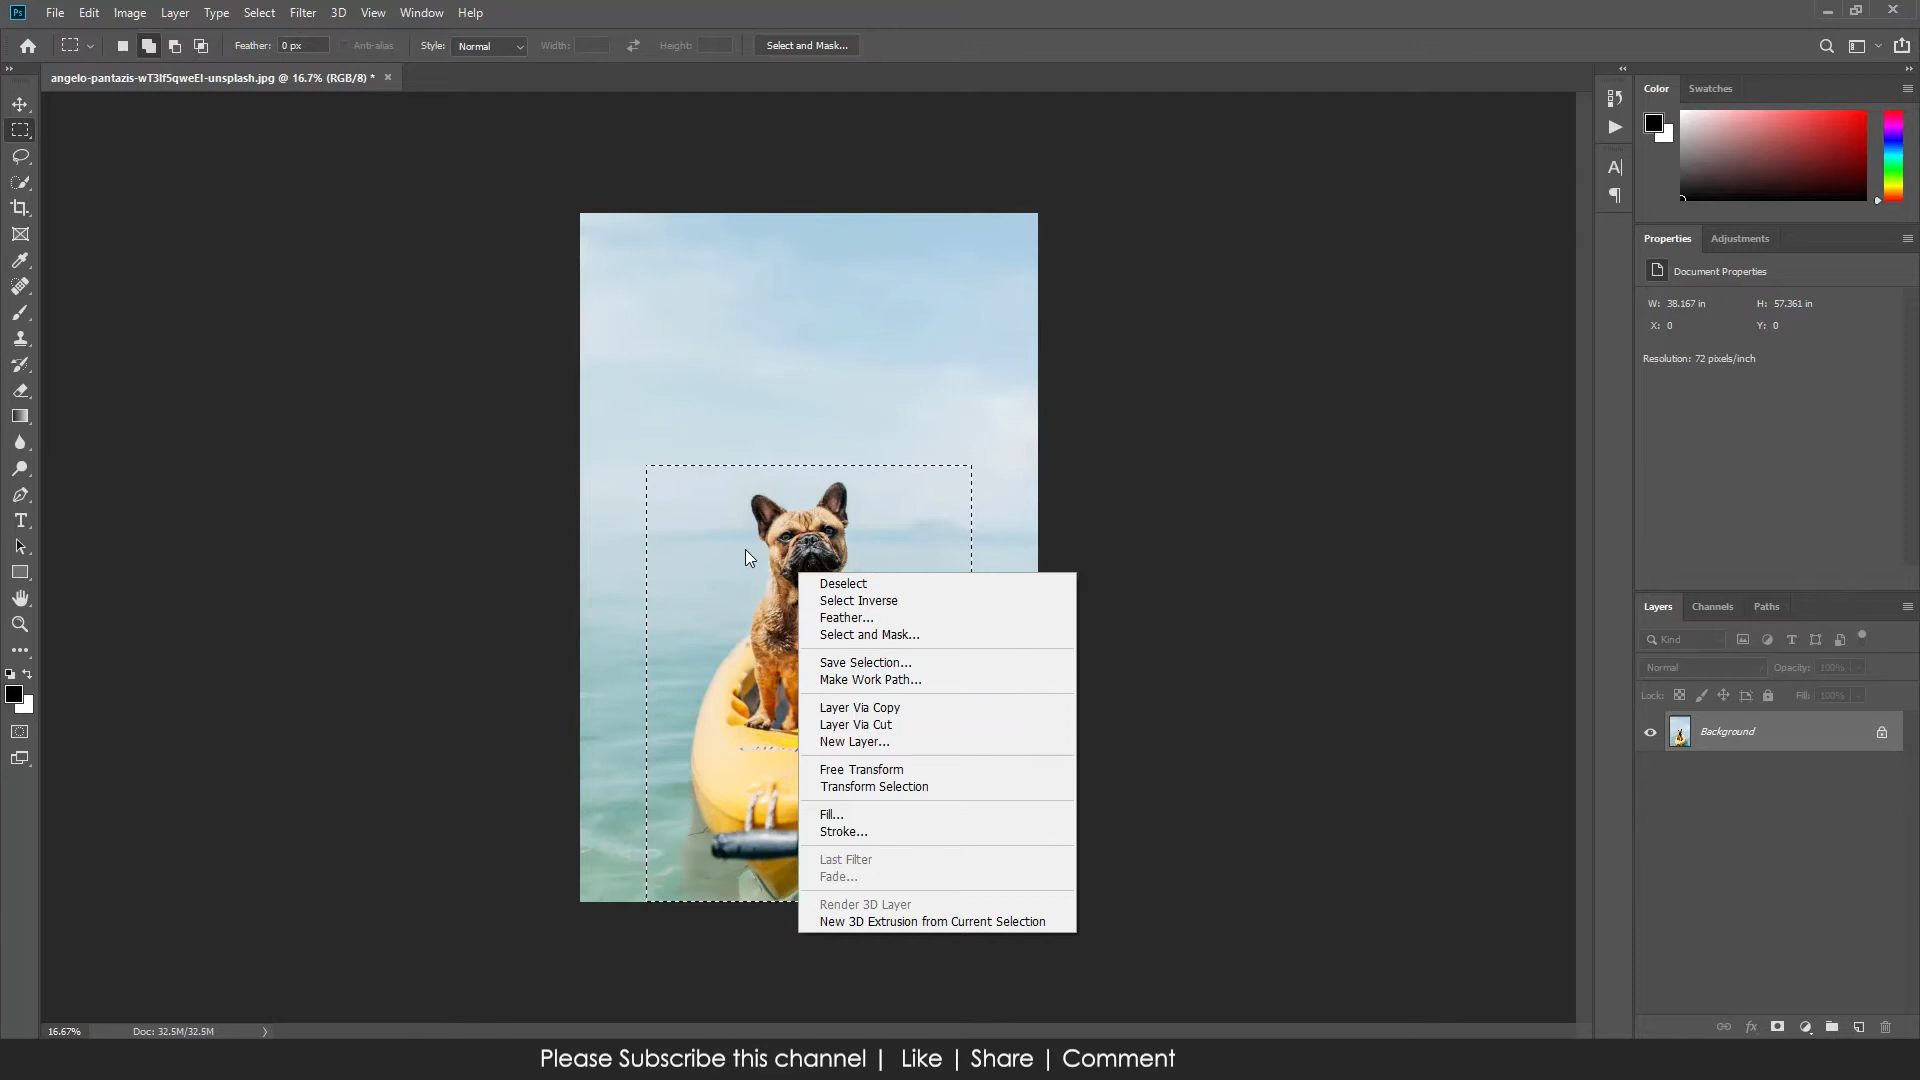 Ps File Edit Image Layer Type Select Filter 3D View Window Help
Feather: 0 px Anti-alias Style: Normal Width: Height: Select and Mask...
angelo-pantazis-wT3If5qweEI-unsplash.jpg @ 16.7% (RGB/8) *
Color Swatches
Properties Adjustments
Document Properties
W: 38.167 in H: 57.361 in
X: 0 Y: 0
Resolution: 72 pixels/inch
Deselect
Select Inverse
Feather...
Select and Mask...
Save Selection...
Make Work Path...
Layer Via Copy
Layer Via Cut
New Layer...
Free Transform
Transform Selection
Fill...
Stroke...
Last Filter
Fade...
Render 3D Layer
New 3D Extrusion from Current Selection
Layers Channels Paths
Kind
Normal Opacity: 100%
Lock: Fill: 100%
Background
16.67% Doc: 32.5M/32.5M
Please Subscribe this channel | Like | Share | Comment